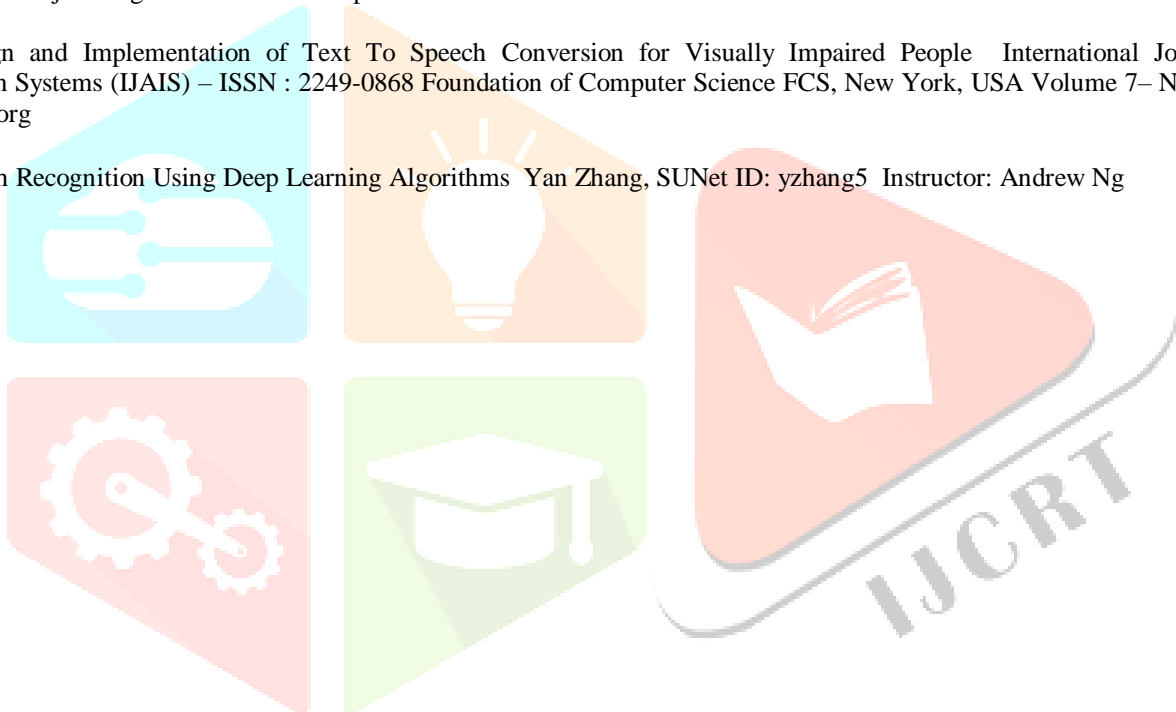 gn and Implementation of Text To Speech Conversion for Visually Impaired People International Jo
n Systems (IJAIS) – ISSN : 2249-0868 Foundation of Computer Science FCS, New York, USA Volume 7– N
org
n Recognition Using Deep Learning Algorithms Yan Zhang, SUNet ID: yzhang5 Instructor: Andrew Ng
IJCRT